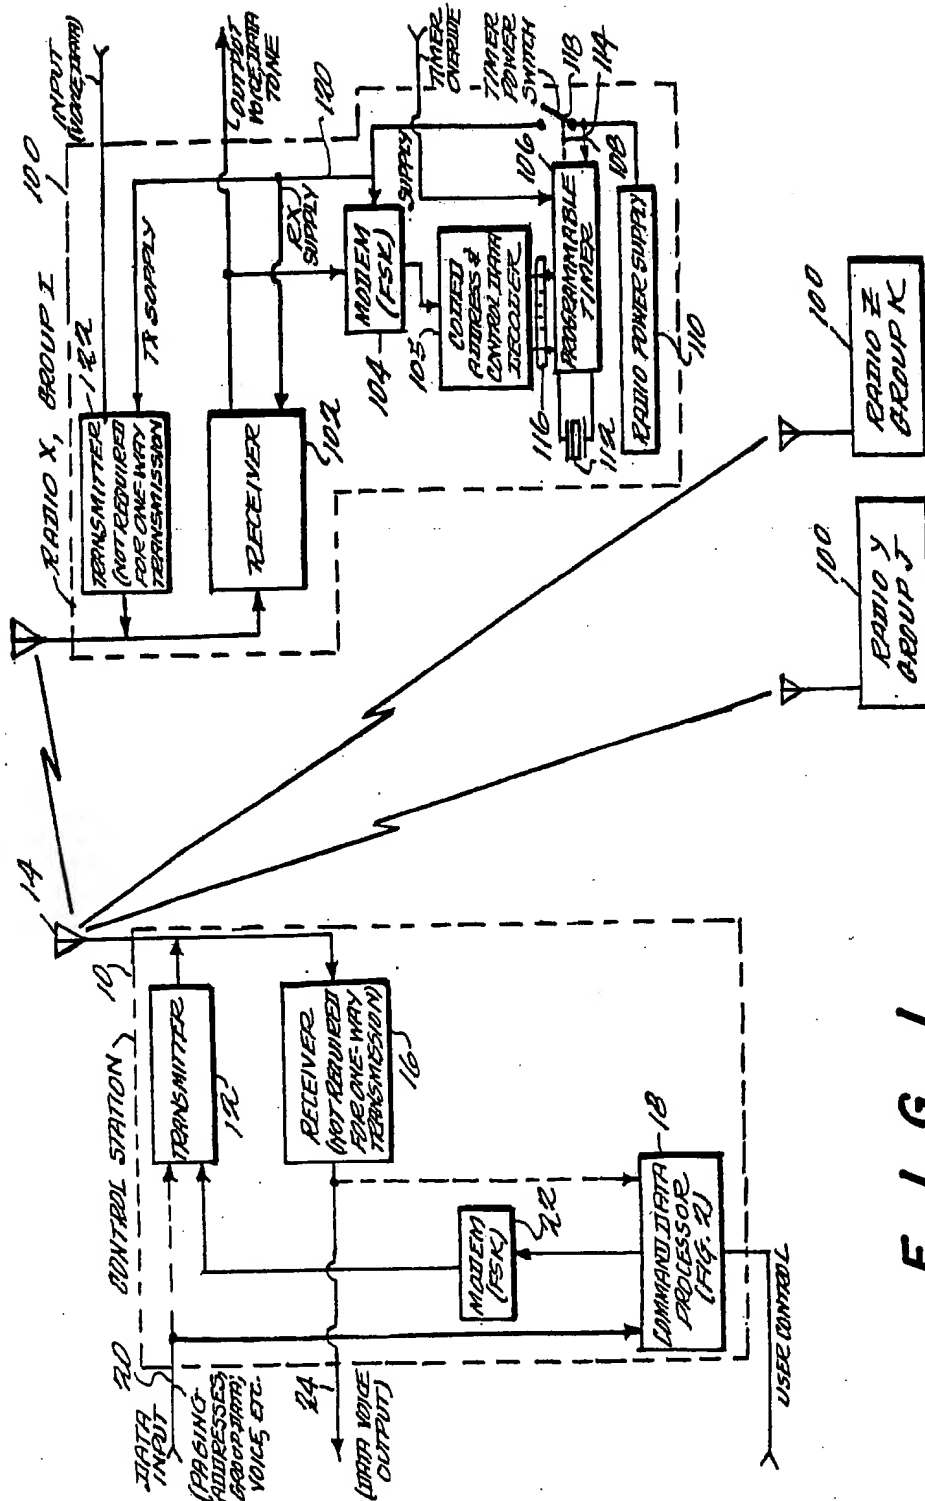 20
CONTROL STATION
10
14
DATA
INPUT
(PAGING
ADDRESSES,
GROUP DATA,
VOICE, ETC.
TRANSMITTER
12
RECEIVER
(NOT REQUIRED
FOR ONE-WAY
TRANSMISSION)
16
24
(DATA VOICE
OUTPUT)
MODEM
(FSK)
22
COMMAND DATA
PROCESSOR
(FIG. 2)
18
USER CONTROL
RADIO X, GROUP I
100
INPUT
(VOICE DATA)
TRANSMITTER
(NOT REQUIRED
FOR ONE-WAY
TRANSMISSION
122
TX SUPPLY
OUTPUT
VOICE, DATA
TONE
RECEIVER
102
RX
SUPPLY
120
MODEM
(FSK)
104
SUPPLY
TIMER
OVERRIDE
105
CODED
ADDRESS &
CONTROL DATA
DECODER
TIMER
POWER
SWITCH
106
118
114
116
PROGRAMMABLE
TIMER
108
112
RADIO POWER SUPPLY
110
RADIO Y
GROUP J
100
RADIO Z
GROUP K
100
FIG 1